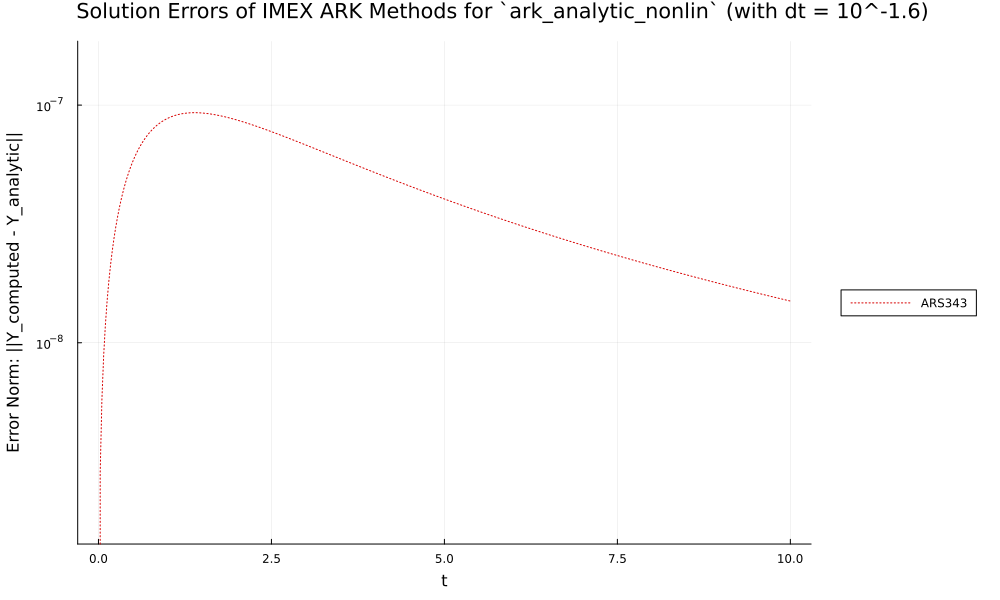 Solution Errors of IMEX ARK Methods for `ark_analytic_nonlin` (with dt = 10^-1.6)
Error Norm: ||Y_computed - Y_analytic||
10⁻⁷
10⁻⁸
0.0 2.5 5.0 7.5 10.0
t
ARS343